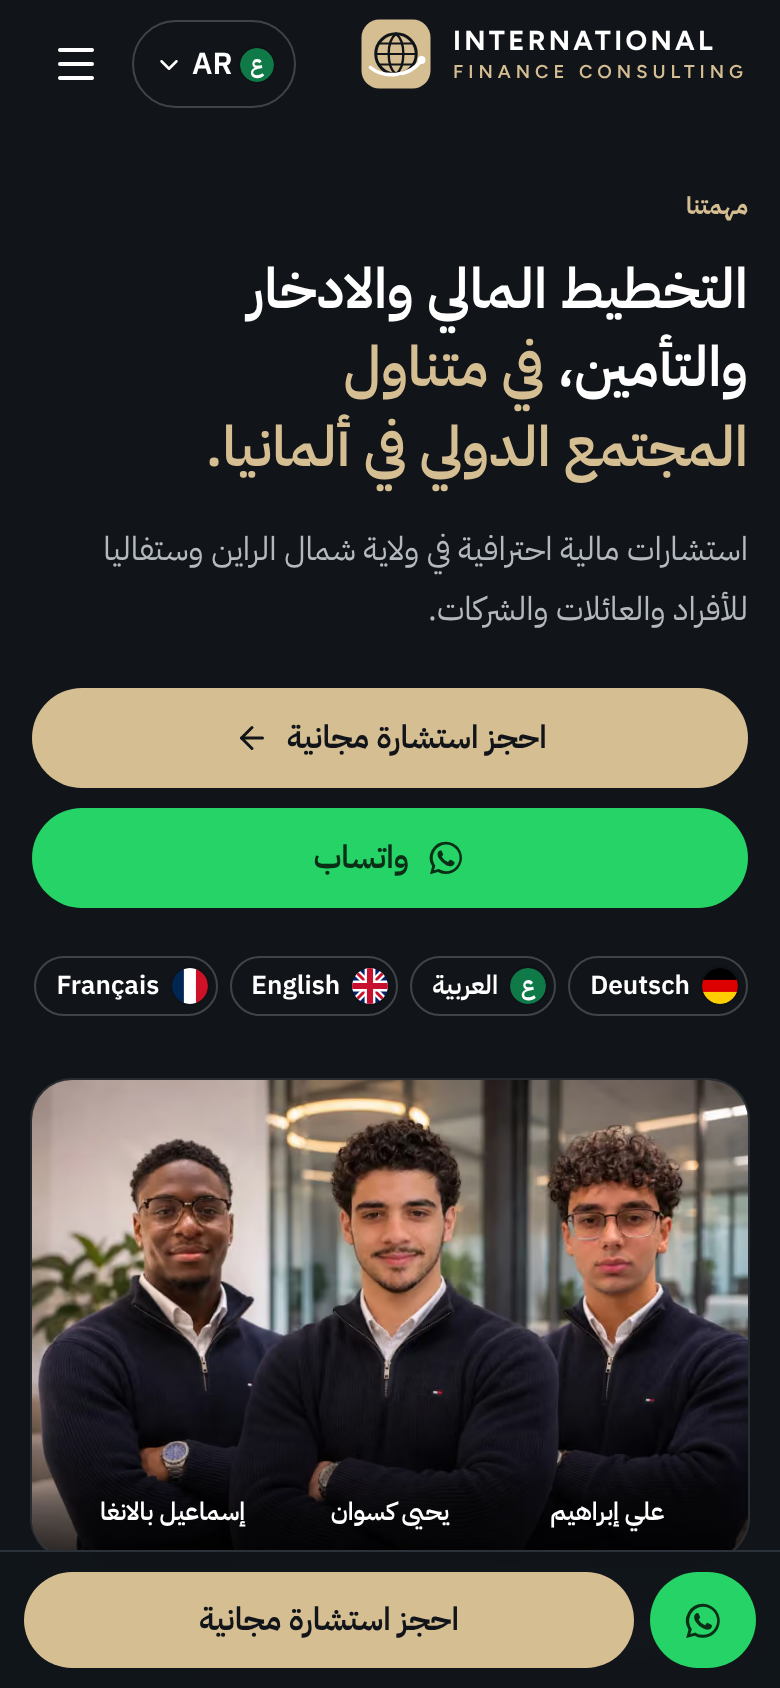 INTERNATIONAL
FINANCE CONSULTING
ع AR
مهمتنا
التخطيط المالي والادخار
والتأمين، في متناول
المجتمع الدولي في ألمانيا.
استشارات مالية احترافية في ولاية شمال الراين وستفاليا
للأفراد والعائلات والشركات.
احجز استشارة مجانية ←
واتساب
Deutsch
ع العربية
English
Français
علي إبراهيم
يحيى كسوان
إسماعيل بالانغا
احجز استشارة مجانية